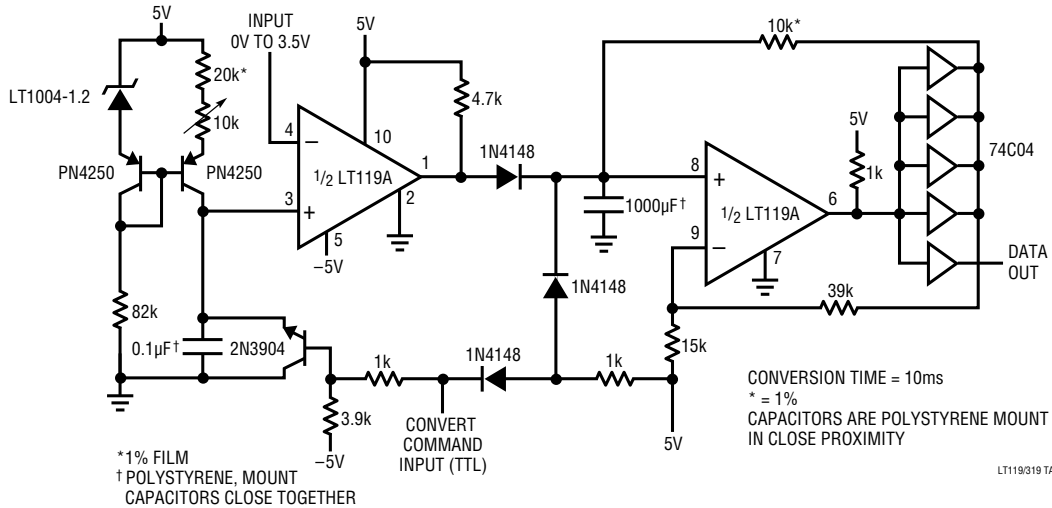 5V
20k*
10k
LT1004-1.2
PN4250
PN4250
82k
0.1µF†
2N3904
INPUT
0V TO 3.5V
5V
4
3
–
+
10
1/2 LT119A
1
2
5
–5V
4.7k
1N4148
1000µF†
1N4148
10k*
8
9
+
–
1/2 LT119A
6
7
5V
1k
74C04
DATA
OUT
39k
15k
1k
1N4148
1k
3.9k
–5V
CONVERT
COMMAND
INPUT (TTL)
5V
CONVERSION TIME = 10ms
* = 1%
CAPACITORS ARE POLYSTYRENE MOUNT
IN CLOSE PROXIMITY
*1% FILM
† POLYSTYRENE, MOUNT
CAPACITORS CLOSE TOGETHER
LT119/319 TA